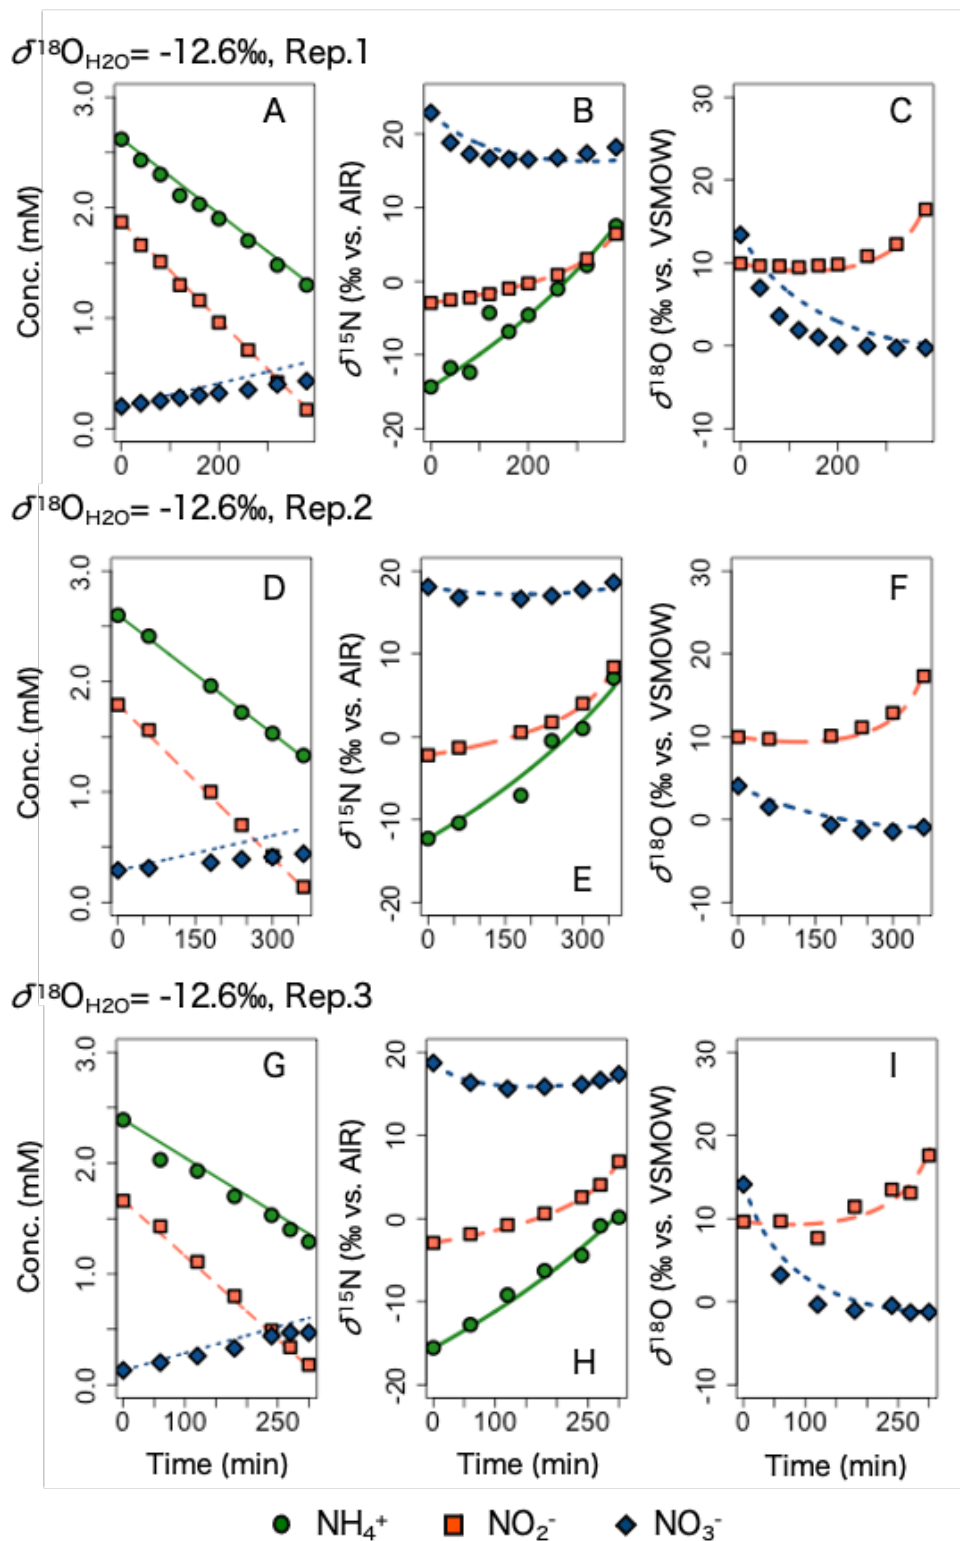 δ18OH2O= -12.6‰, Rep.1
A
B
C
Conc. (mM)
0.0 1.0 2.0 3.0
δ15N (‰ vs. AIR)
-20 -10 0 10 20
δ18O (‰ vs. VSMOW)
-10 0 10 20 30
0 200
0 200
0 200
δ18OH2O= -12.6‰, Rep.2
D
E
F
Conc. (mM)
0.0 1.0 2.0 3.0
δ15N (‰ vs. AIR)
-20 -10 0 10 20
δ18O (‰ vs. VSMOW)
-10 0 10 20 30
0 150 300
0 150 300
0 150 300
δ18OH2O= -12.6‰, Rep.3
G
H
I
Conc. (mM)
0.0 1.0 2.0 3.0
δ15N (‰ vs. AIR)
-20 -10 0 10 20
δ18O (‰ vs. VSMOW)
-10 0 10 20 30
0 100 250
0 100 250
0 100 250
Time (min)
Time (min)
Time (min)
NH4+ NO2- NO3-